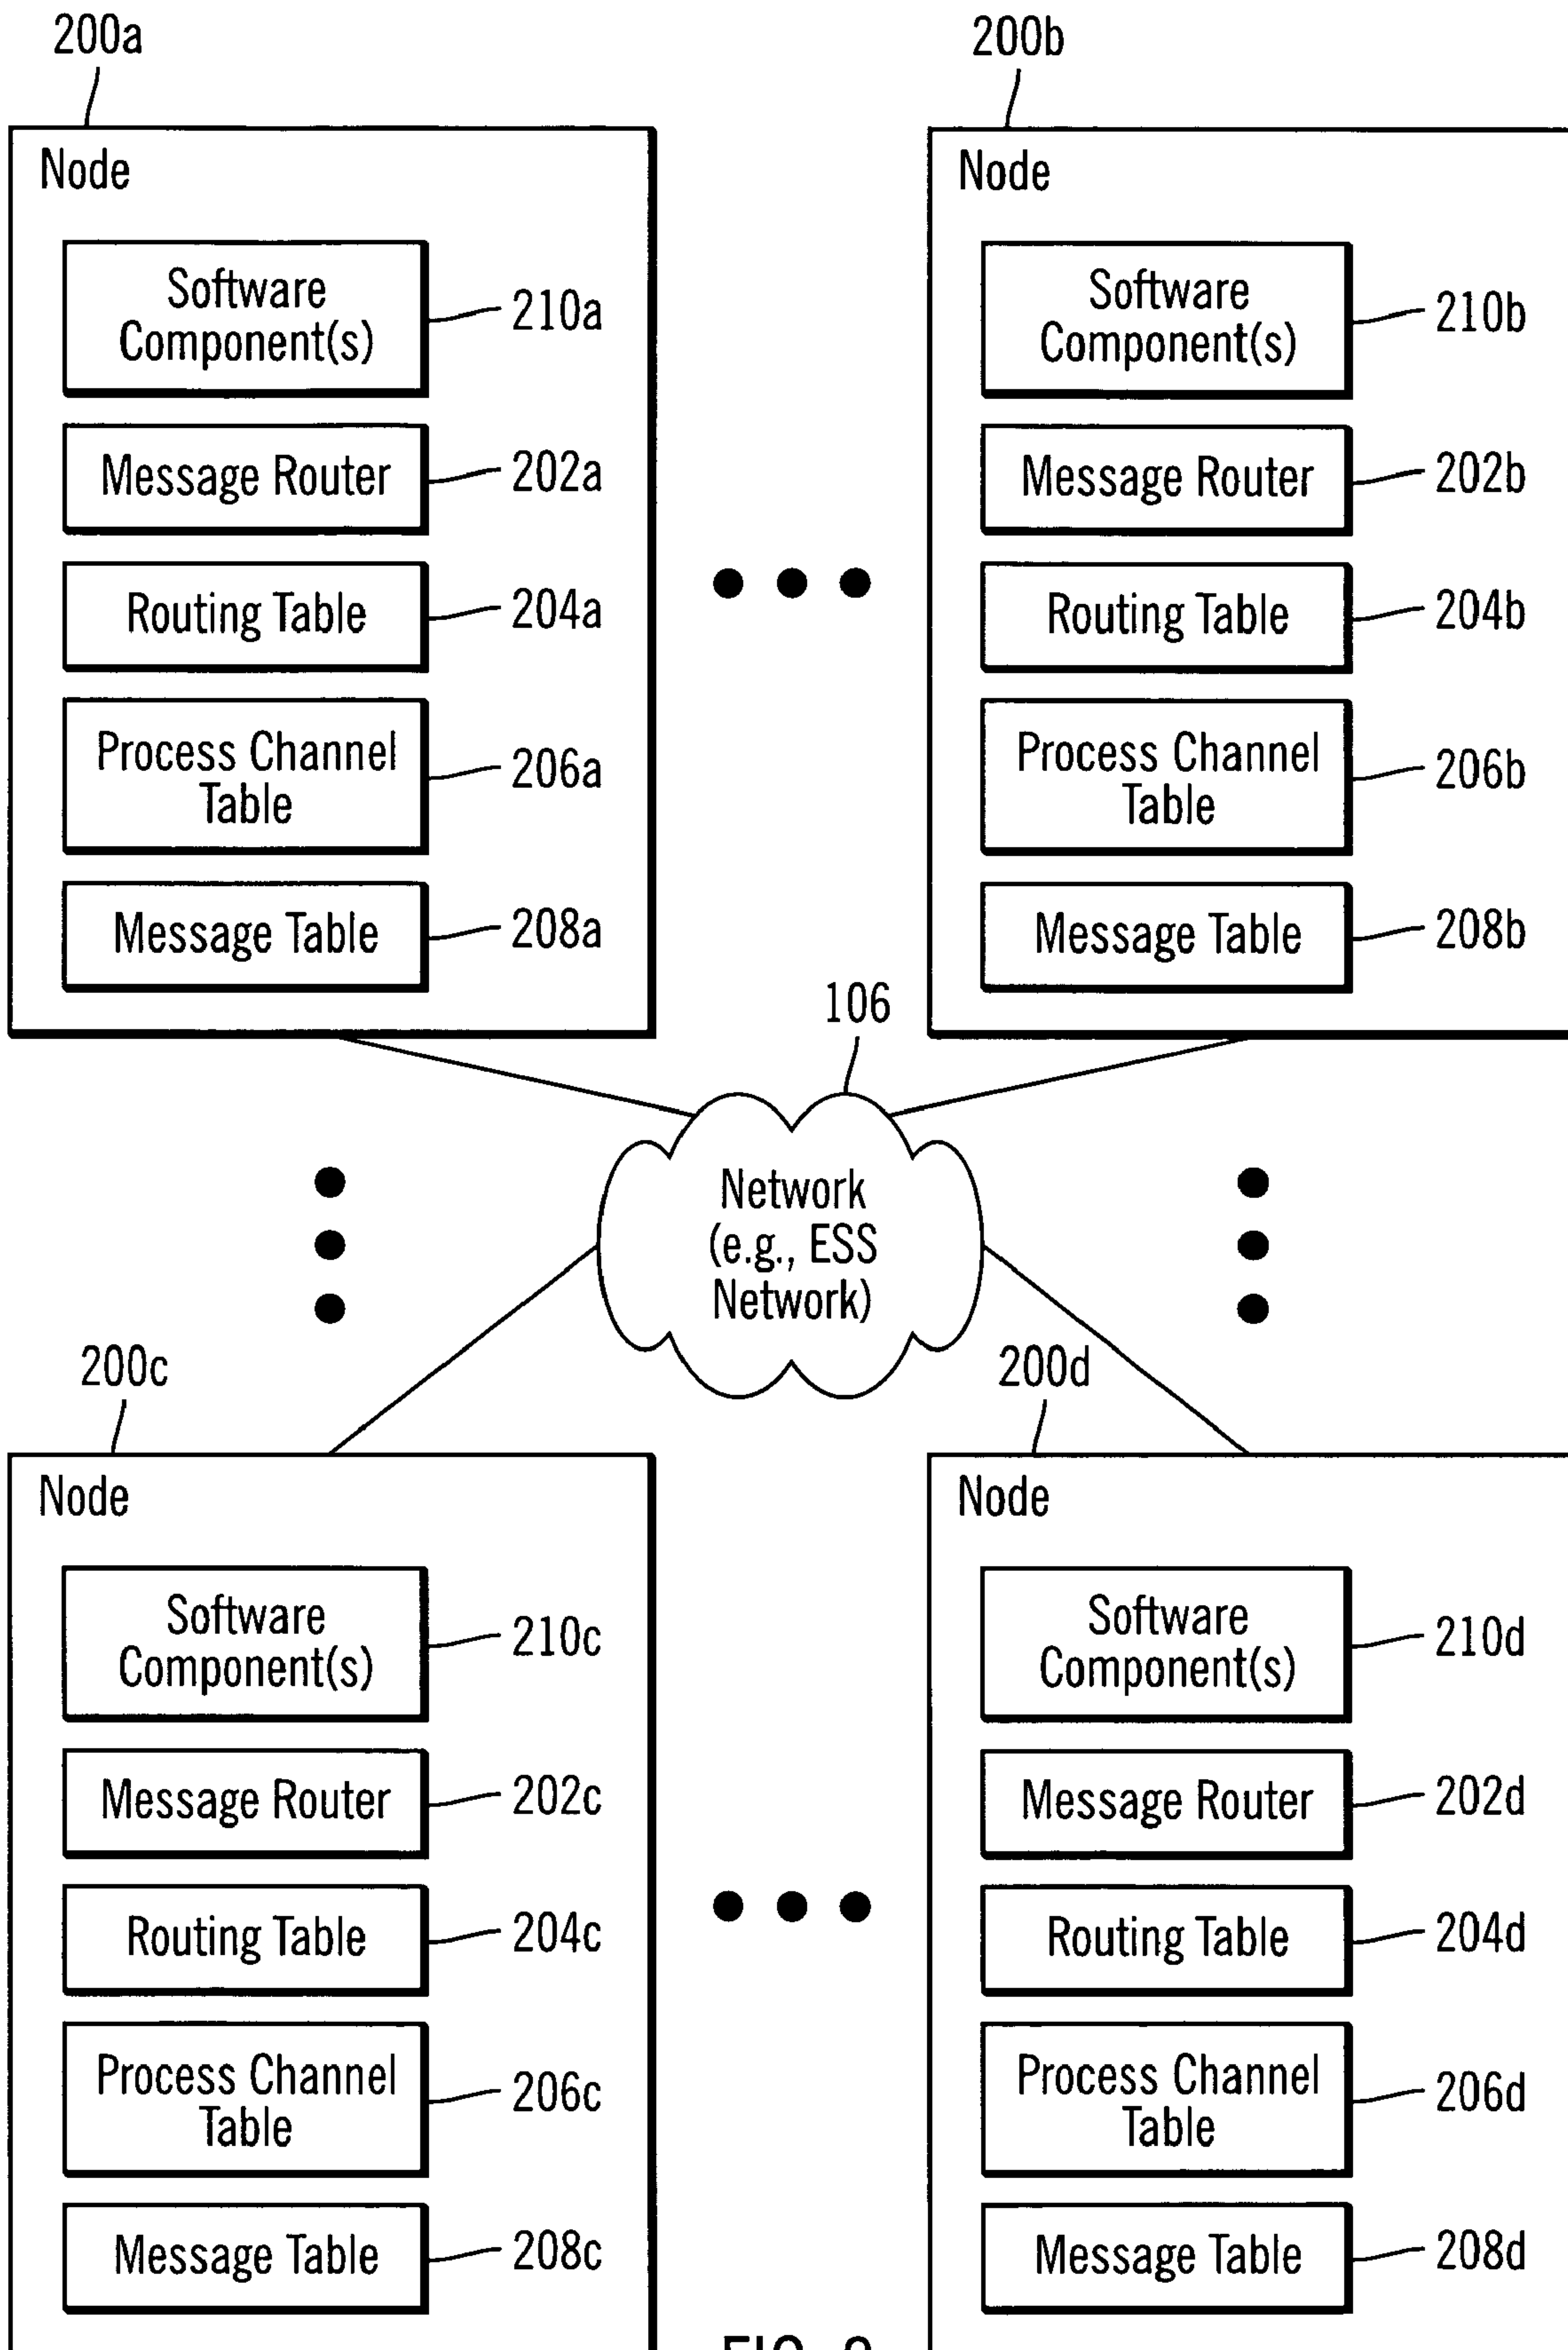 200a
200b
Node
Software
Component(s)
210a
Message Router
202a
Routing Table
204a
Process Channel
Table
206a
Message Table
208a
Node
Software
Component(s)
210b
Message Router
202b
Routing Table
204b
Process Channel
Table
206b
Message Table
208b
106
Network
(e.g., ESS
Network)
200c
200d
Node
Software
Component(s)
210c
Message Router
202c
Routing Table
204c
Process Channel
Table
206c
Message Table
208c
Node
Software
Component(s)
210d
Message Router
202d
Routing Table
204d
Process Channel
Table
206d
Message Table
208d
FIG.